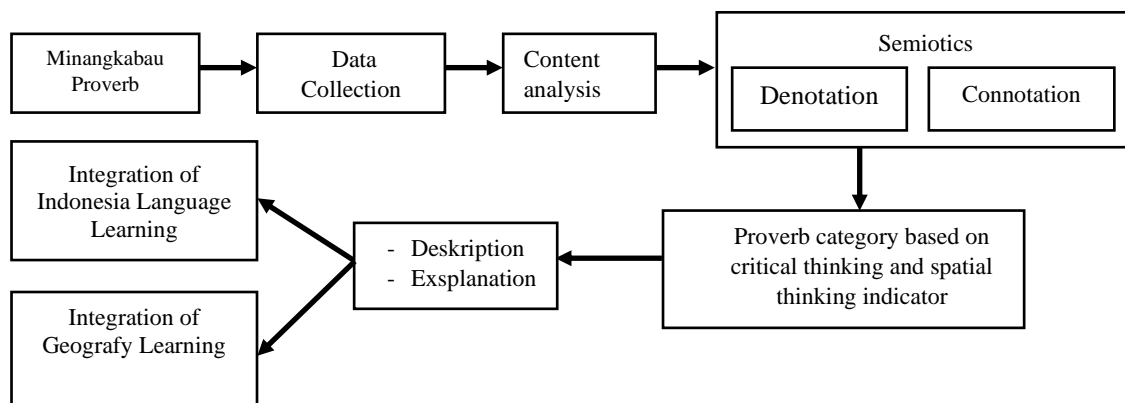 Minangkabau
Proverb
Data
Collection
Content
analysis
Semiotics
Denotation
Connotation
Proverb category based on
critical thinking and spatial
thinking indicator
- Deskription
- Exsplanation
Integration of
Indonesia Language
Learning
Integration of
Geografy Learning